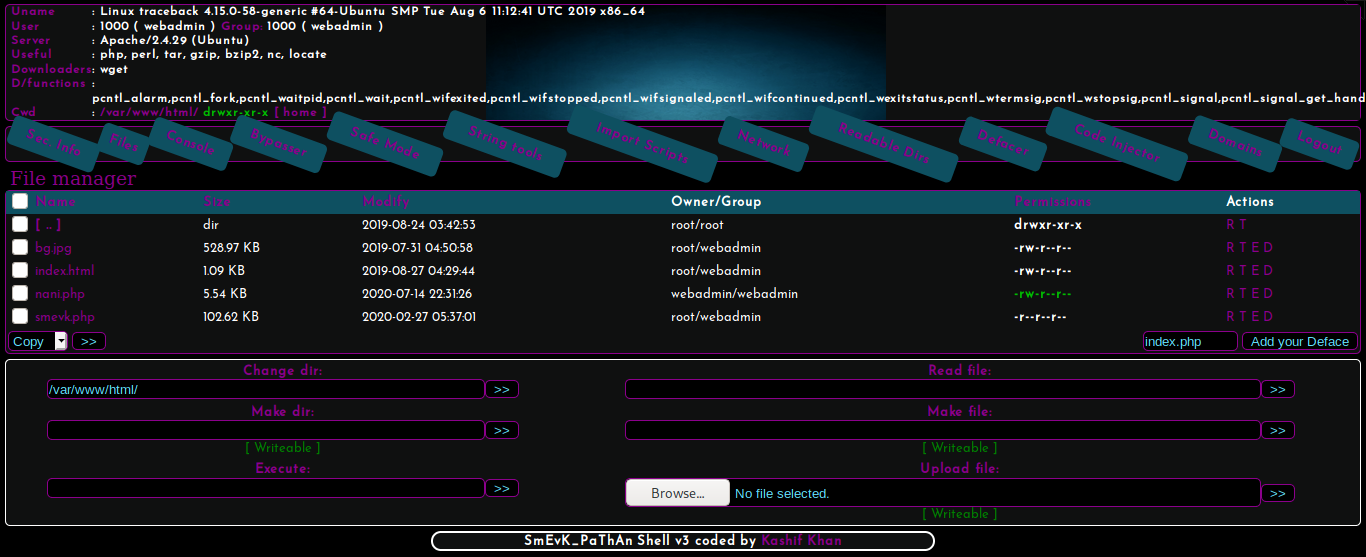 Uname : Linux traceback 4.15.0-58-generic #64-Ubuntu SMP Tue Aug 6 11:12:41 UTC 2019 x86_64
User : 1000 ( webadmin ) Group: 1000 ( webadmin )
Server : Apache/2.4.29 (Ubuntu)
Useful : php, perl, tar, gzip, bzip2, nc, locate
Downloaders: wget
D/functions :
pcntl_alarm,pcntl_fork,pcntl_waitpid,pcntl_wait,pcntl_wifexited,pcntl_wifstopped,pcntl_wifsignaled,pcntl_wifcontinued,pcntl_wexitstatus,pcntl_wtermsig,pcntl_wstopsig,pcntl_signal,pcntl_signal_get_hand
Cwd : /var/www/html/ drwxr-xr-x [ home ]
Sec. Info Files Console Bypasser Safe Mode String tools Import Scripts Network Readable Dirs Defacer Code Injector Domains Logout
File manager
Name Size Modify Owner/Group Permissions Actions
[ .. ] dir 2019-08-24 03:42:53 root/root drwxr-xr-x R T
bg.jpg 528.97 KB 2019-07-31 04:50:58 root/webadmin -rw-r--r-- R T E D
index.html 1.09 KB 2019-08-27 04:29:44 root/webadmin -rw-r--r-- R T E D
nani.php 5.54 KB 2020-07-14 22:31:26 webadmin/webadmin -rw-r--r-- R T E D
smevk.php 102.62 KB 2020-02-27 05:37:01 root/webadmin -r--r--r-- R T E D
Copy >> index.php Add your Deface
Change dir: Read file:
/var/www/html/ >> >>
Make dir: Make file:
>> >>
[ Writeable ] [ Writeable ]
Execute: Upload file:
>> Browse... No file selected. >>
[ Writeable ]
SmEvK_PaThAn Shell v3 coded by Kashif Khan